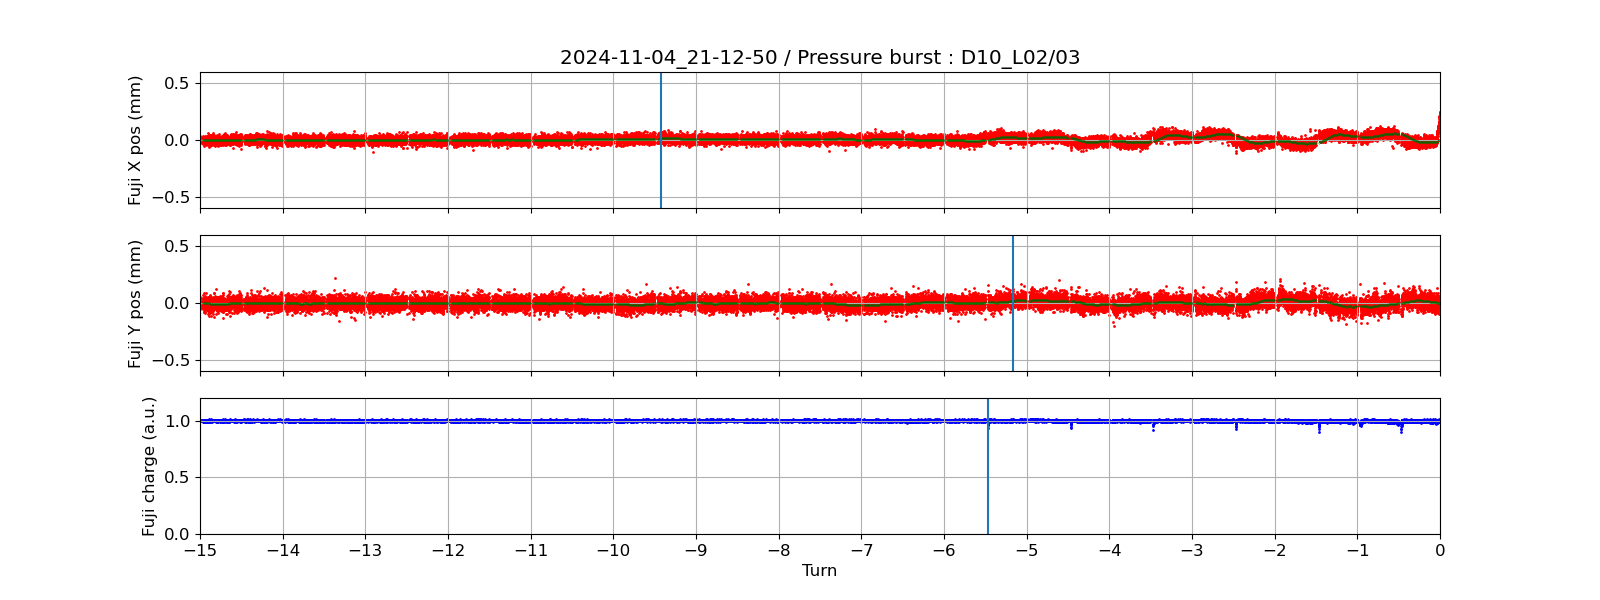 2024-11-04_21-12-50 / Pressure burst : D10_L02/03
Fuji X pos (mm)
0.5
0.0
−0.5
−15 −14 −13 −12 −11 −10 −9 −8 −7 −6 −5 −4 −3 −2 −1 0
Fuji Y pos (mm)
0.5
0.0
−0.5
Fuji charge (a.u.)
1.0
0.5
0.0
Turn